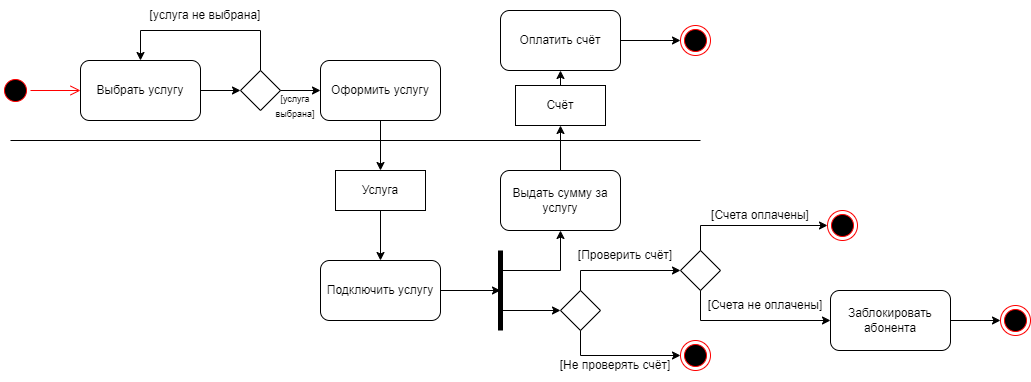 [услуга не выбрана]
Выбрать услугу
[услуга
выбрана]
Оформить услугу
Оплатить счёт
Счёт
Услуга
Выдать сумму за
услугу
Подключить услугу
[Проверить счёт]
[Не проверять счёт]
[Счета оплачены]
[Счета не оплачены]
Заблокировать
абонента